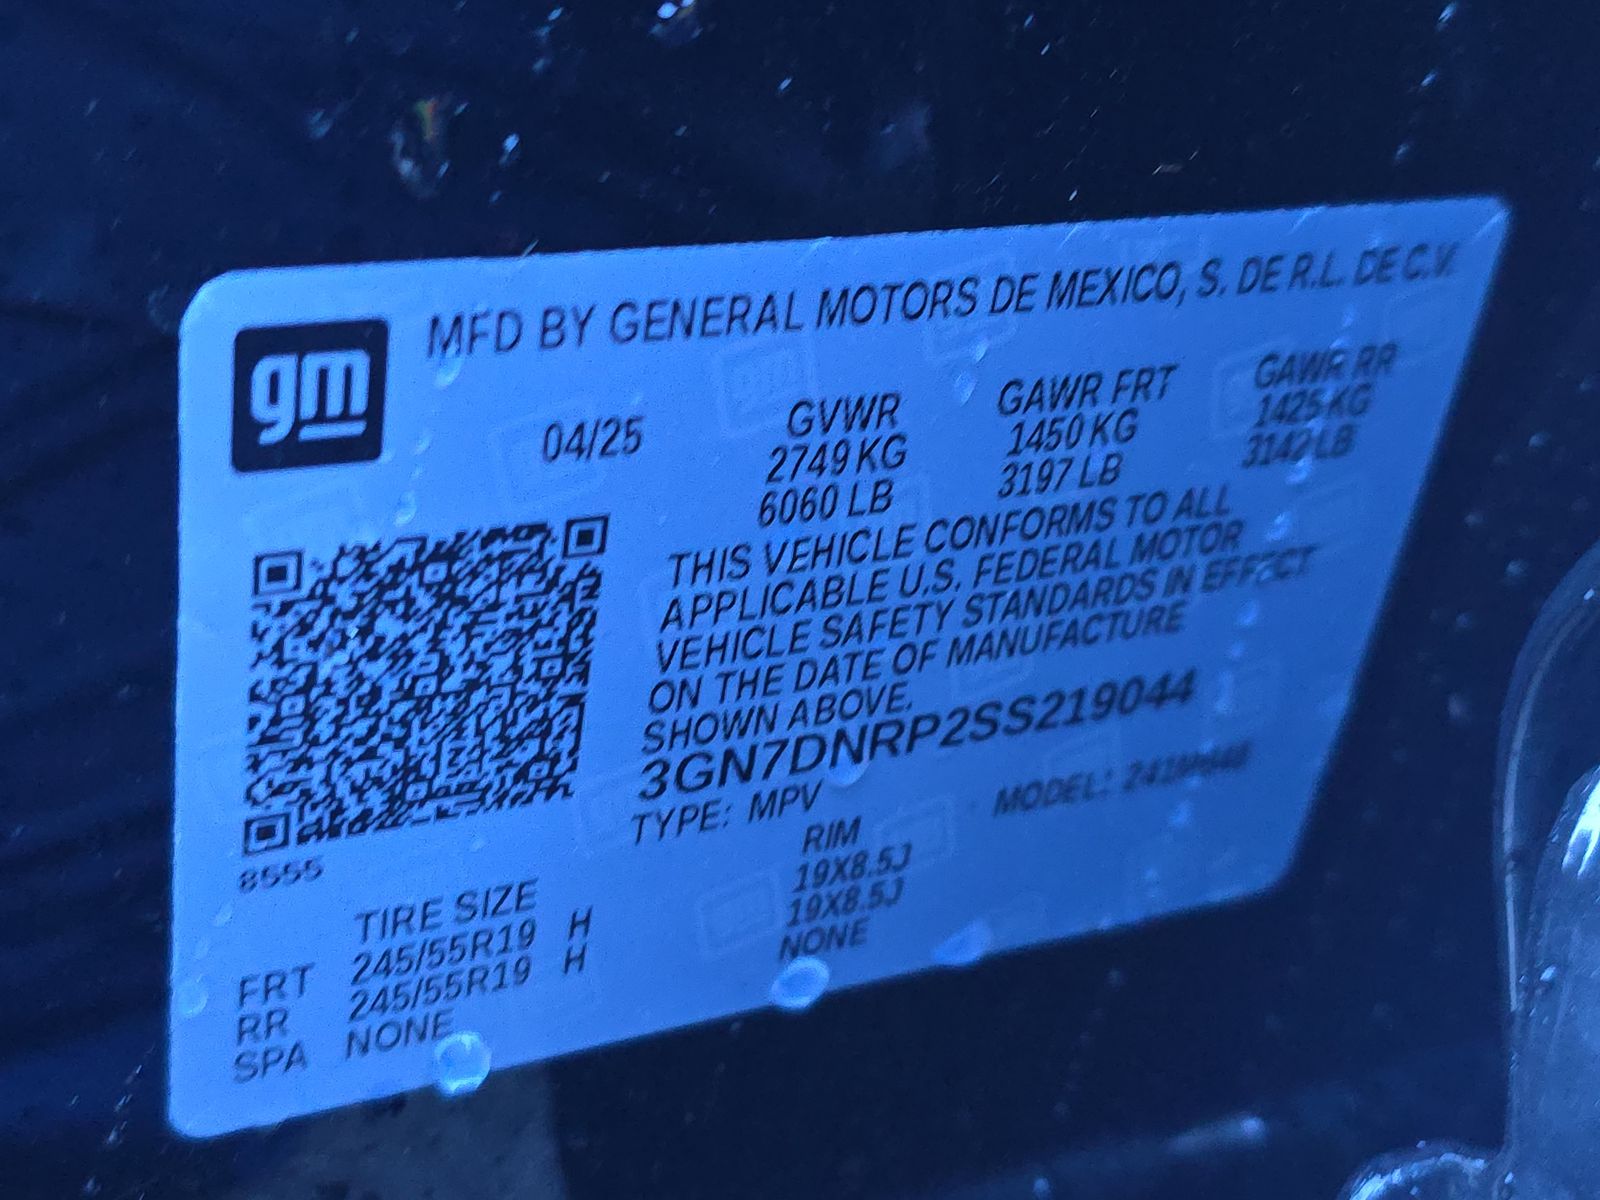 gm
MFD BY GENERAL MOTORS DE MEXICO, S. DE R.L. DE C.V.
04/25 GVWR GAWR FRT GAWR RR
2749 KG 1450 KG 1425 KG
6060 LB 3197 LB 3142 LB
THIS VEHICLE CONFORMS TO ALL
APPLICABLE U.S. FEDERAL MOTOR
VEHICLE SAFETY STANDARDS IN EFFECT
ON THE DATE OF MANUFACTURE
SHOWN ABOVE.
3GN7DNRP2SS219044
TYPE: MPV MODEL:
8555
TIRE SIZE RIM
FRT 245/55R19 H 19X8.5J
RR 245/55R19 H 19X8.5J
SPA NONE NONE